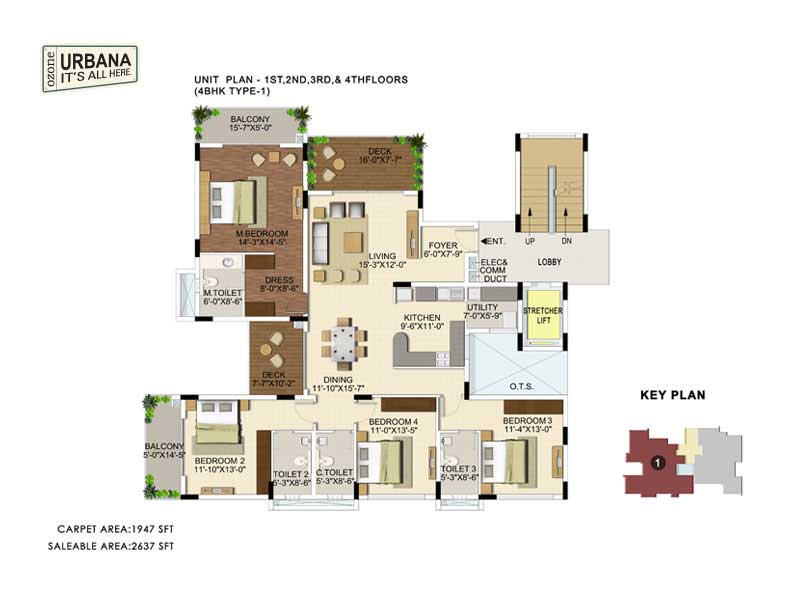 ozone
URBANA
IT'S ALL HERE.
UNIT PLAN - 1ST,2ND,3RD,& 4THFLOORS
(4BHK TYPE-1)
BALCONY
15'-7"X5'-0"
DECK
16'-0"X7'-7"
M.BEDROOM
14'-3"X14'-5"
LIVING
15'-3"X12'-0"
FOYER
6'-0"X7'-9"
ENT.
UP
DN
ELEC&
COMM
DUCT
LOBBY
M.TOILET
6'-0"X8'-6"
DRESS
8'-0"X8'-6"
KITCHEN
9'-6"X11'-0"
UTILITY
7'-0"X5'-9"
STRETCHER
LIFT
DECK
7'-7"X10'-2"
DINING
11'-10"X15'-7"
O.T.S.
KEY PLAN
BALCONY
5'-0"X14'-5"
BEDROOM 2
11'-10"X13'-0"
TOILET 2
5'-3"X8'-6"
C.TOILET
5'-3"X8'-6"
BEDROOM 4
11'-0"X13'-5"
TOILET 3
5'-3"X8'-6"
BEDROOM 3
11'-4"X13'-0"
1
CARPET AREA:1947 SFT
SALEABLE AREA:2637 SFT